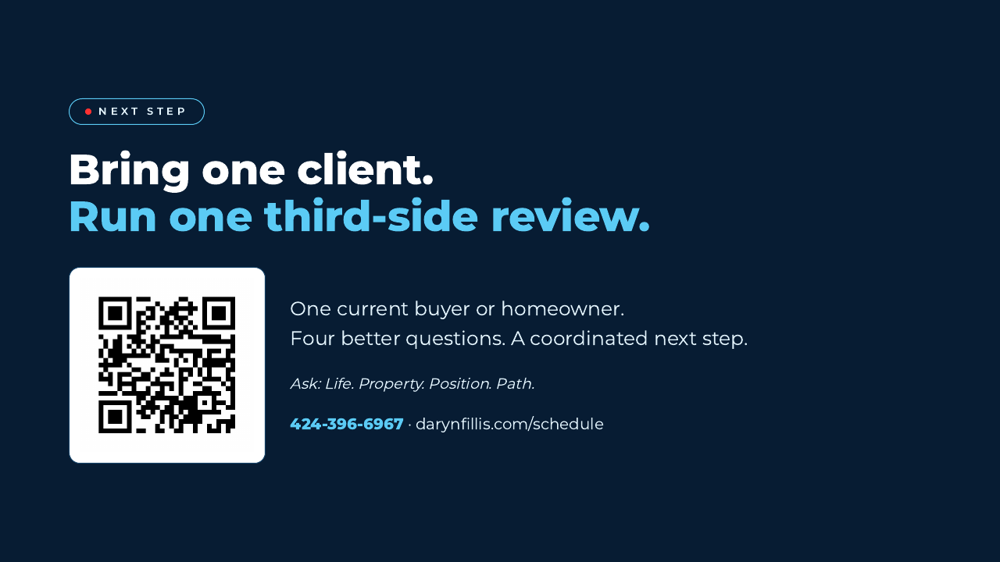 NEXT STEP
Bring one client.
Run one third-side review.
One current buyer or homeowner.
Four better questions. A coordinated next step.
Ask: Life. Property. Position. Path.
424-396-6967 · darynfillis.com/schedule